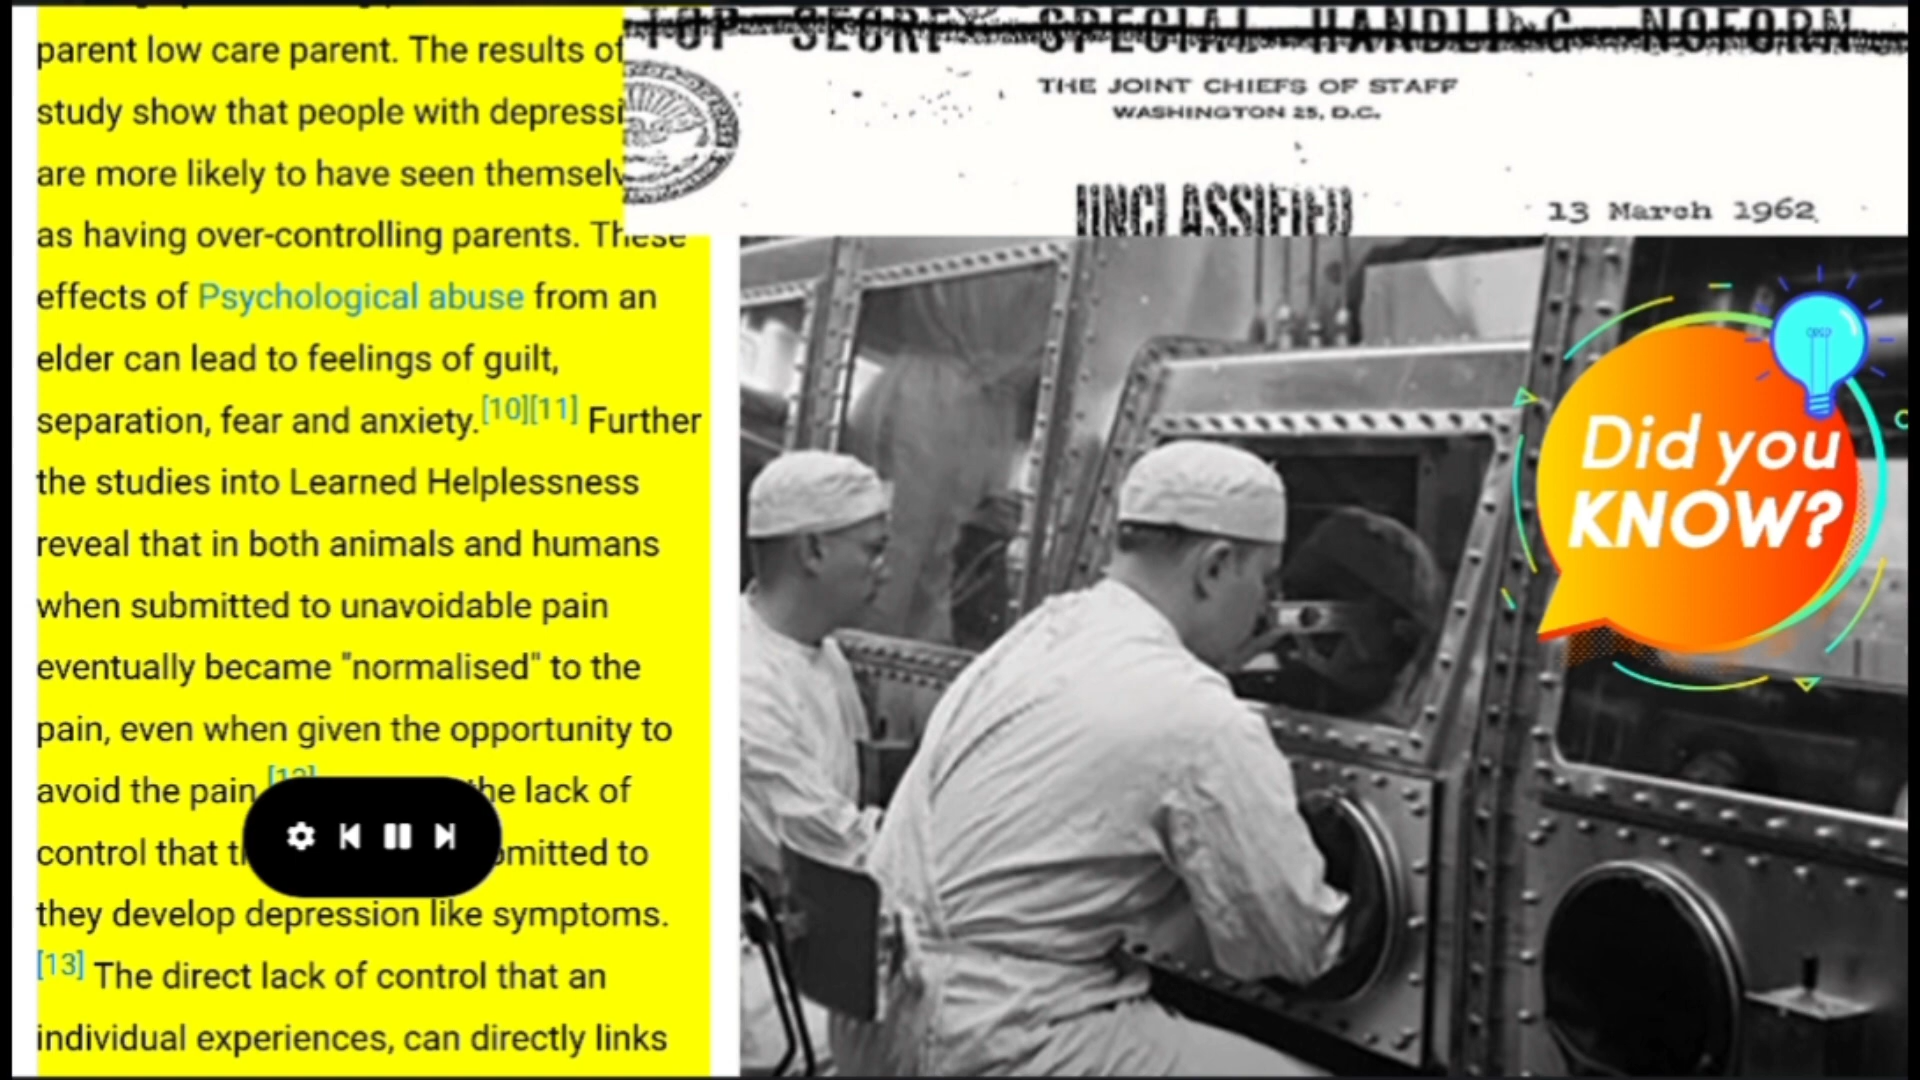 parent low care parent. The results of
study show that people with depressi
are more likely to have seen themselv
as having over-controlling parents. These
effects of Psychological abuse from an
elder can lead to feelings of guilt,
separation, fear and anxiety.[10][11] Further
the studies into Learned Helplessness
reveal that in both animals and humans
when submitted to unavoidable pain
eventually became "normalised" to the
pain, even when given the opportunity to
avoid the pain the lack of
control that omitted to
they develop depression like symptoms.
[13] The direct lack of control that an
individual experiences, can directly links
TOP SECRET SPECIAL HANDLING NOFORN
THE JOINT CHIEFS OF STAFF
WASHINGTON 25, D.C.
UNCLASSIFIED
13 March 1962
Did you
KNOW?